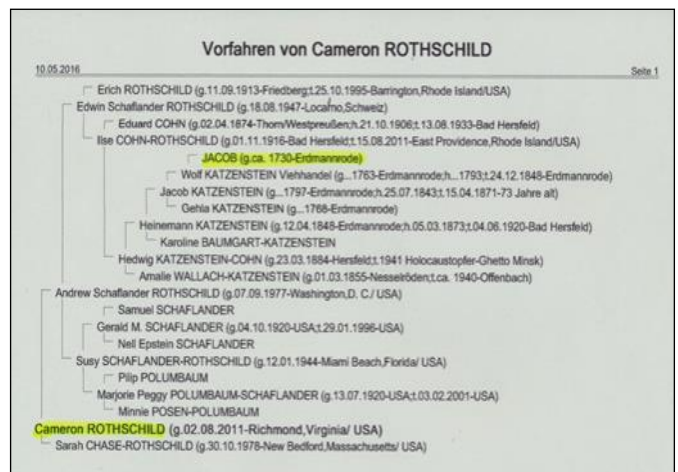 Vorfahren von Cameron ROTHSCHILD
10.05.2016 Seite 1
Erich ROTHSCHILD (g.11.09.1913-Friedberg;t.25.10.1995-Barrington,Rhode Island/USA)
Edwin Schaflander ROTHSCHILD (g.18.08.1947-Locarno,Schweiz)
Eduard COHN (g.02.04.1874-Thorn/Westpreußen;h.21.10.1906;t.13.08.1933-Bad Hersfeld)
Ilse COHN-ROTHSCHILD (g.01.11.1916-Bad Hersfeld;t.15.08.2011-East Providence,Rhode Island/USA)
JACOB (g.ca. 1730-Erdmannrode)
Wolf KATZENSTEIN Viehhandel (g...1763-Erdmannrode;h...1793;t.24.12.1848-Erdmannrode)
Jacob KATZENSTEIN (g...1797-Erdmannrode;h.25.07.1843;t.15.04.1871-73 Jahre alt)
Gehla KATZENSTEIN (g...1768-Erdmannrode)
Heinemann KATZENSTEIN (g.12.04.1848-Erdmannrode;h.05.03.1873;t.04.06.1920-Bad Hersfeld)
Karoline BAUMGART-KATZENSTEIN
Hedwig KATZENSTEIN-COHN (g.23.03.1884-Hersfeld;t.1941 Holocaustopfer-Ghetto Minsk)
Amalie WALLACH-KATZENSTEIN (g.01.03.1855-Nesselröden;t.ca. 1940-Offenbach)
Andrew Schaflander ROTHSCHILD (g.07.09.1977-Washington,D. C./ USA)
Samuel SCHAFLANDER
Gerald M. SCHAFLANDER (g.04.10.1920-USA;t.29.01.1996-USA)
Nell Epstein SCHAFLANDER
Susy SCHAFLANDER-ROTHSCHILD (g.12.01.1944-Miami Beach,Florida/ USA)
Pilip POLUMBAUM
Marjorie Peggy POLUMBAUM-SCHAFLANDER (g.13.07.1920-USA;t.03.02.2001-USA)
Minnie POSEN-POLUMBAUM
Cameron ROTHSCHILD (g.02.08.2011-Richmond,Virginia/ USA)
Sarah CHASE-ROTHSCHILD (g.30.10.1978-New Bedford,Massachusetts/ USA)